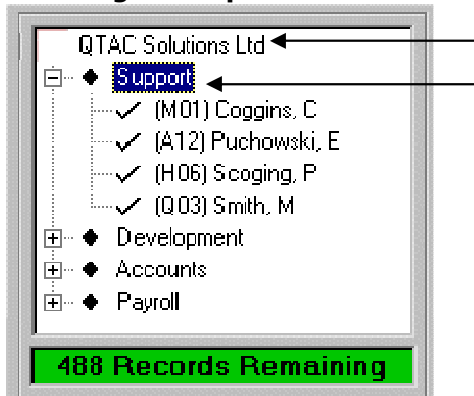 QTAC Solutions Ltd
Support
(M01) Coggins, C
(A12) Puchowski, E
(H06) Scoging, P
(Q03) Smith, M
Development
Accounts
Payroll
488 Records Remaining